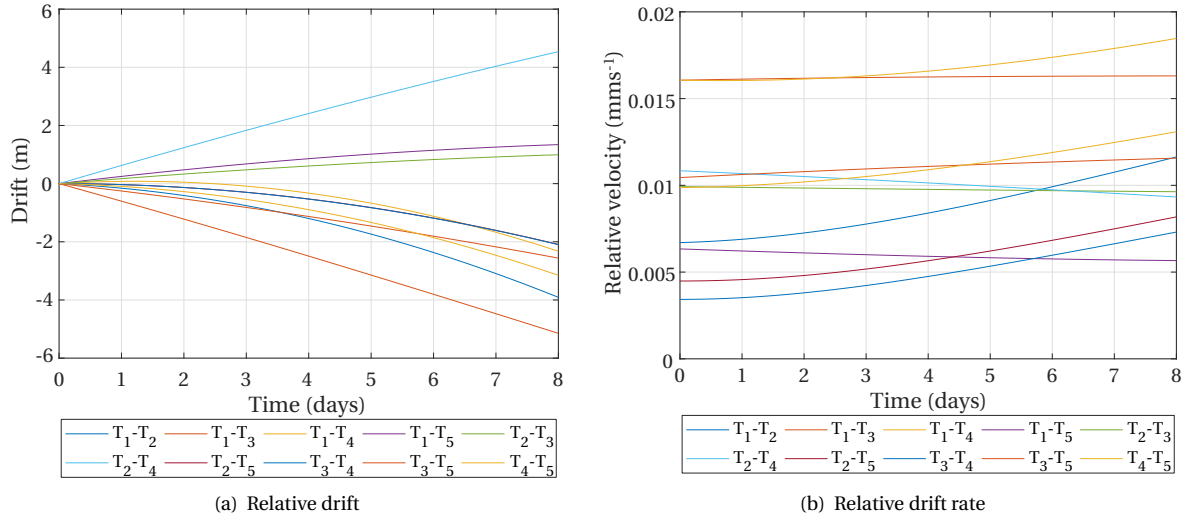 6
4
2
0
-2
-4
-6
Drift (m)
0 1 2 3 4 5 6 7 8
Time (days)
T1-T2 T1-T3 T1-T4 T1-T5 T2-T3
T2-T4 T2-T5 T3-T4 T3-T5 T4-T5
(a) Relative drift
0.02
0.015
0.01
0.005
0
Relative velocity (mms-1)
0 1 2 3 4 5 6 7 8
Time (days)
T1-T2 T1-T3 T1-T4 T1-T5 T2-T3
T2-T4 T2-T5 T3-T4 T3-T5 T4-T5
(b) Relative drift rate